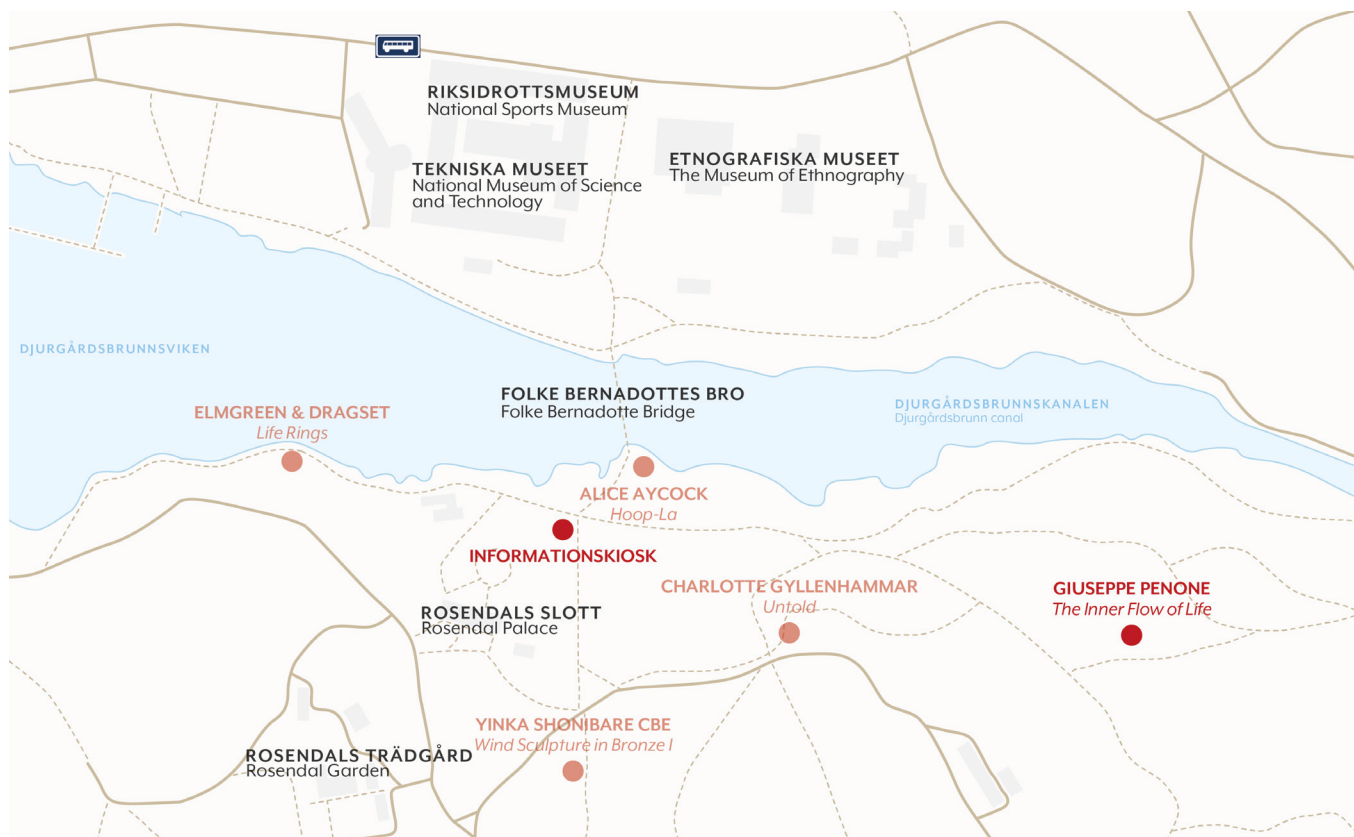 RIKSIDROTTSMUSEUM
National Sports Museum
TEKNISKA MUSEET
National Museum of Science
and Technology
ETNOGRAFISKA MUSEET
The Museum of Ethnography
DJURGÅRDSBRUNNSVIKEN
FOLKE BERNADOTTES BRO
Folke Bernadotte Bridge
DJURGÅRDSBRUNNSKANALEN
Djurgårdsbrunn canal
ELMGREEN & DRAGSET
Life Rings
ALICE AYCOCK
Hoop-La
INFORMATIONSKIOSK
CHARLOTTE GYLLENHAMMAR
Untold
GIUSEPPE PENONE
The Inner Flow of Life
ROSENDALS SLOTT
Rosendal Palace
YINKA SHONIBARE CBE
Wind Sculpture in Bronze I
ROSENDALS TRÄDGÅRD
Rosendal Garden